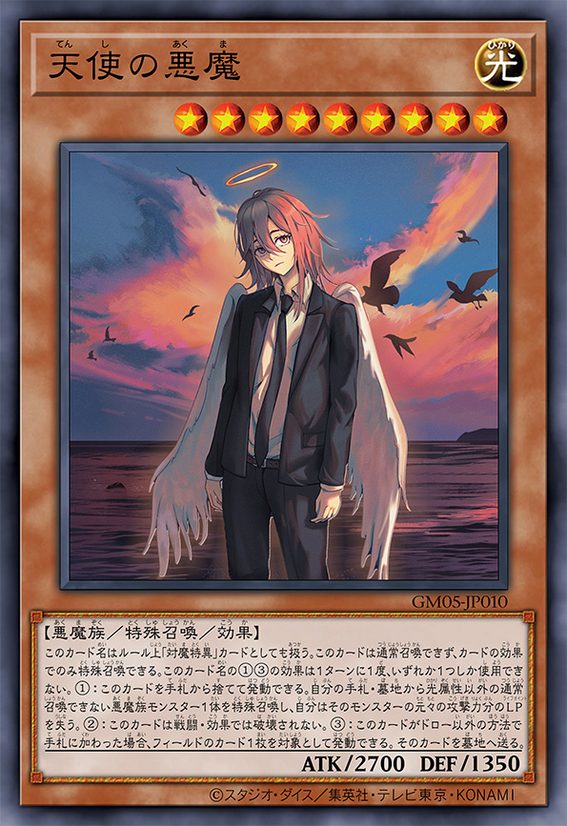 天使の悪魔
光
GM05-JP010
【悪魔族／特殊召喚／効果】
このカード名はルール上「対魔特異」カードとしても扱う。このカードは通常召喚できず、カードの効果
でのみ特殊召喚できる。このカード名の①③の効果は1ターンに1度、いずれか1つしか使用でき
ない。①：このカードを手札から捨てて発動できる。自分の手札・墓地から光属性以外の通常
召喚できない悪魔族モンスター1体を特殊召喚し、自分はそのモンスターの元々の攻撃力分のLP
を失う。②：このカードは戦闘・効果では破壊されない。③：このカードがドロー以外の方法で
手札に加わった場合、フィールドのカード1枚を対象として発動できる。そのカードを墓地へ送る。
ATK/2700 DEF/1350
©スタジオ・ダイス／集英社・テレビ東京・KONAMI